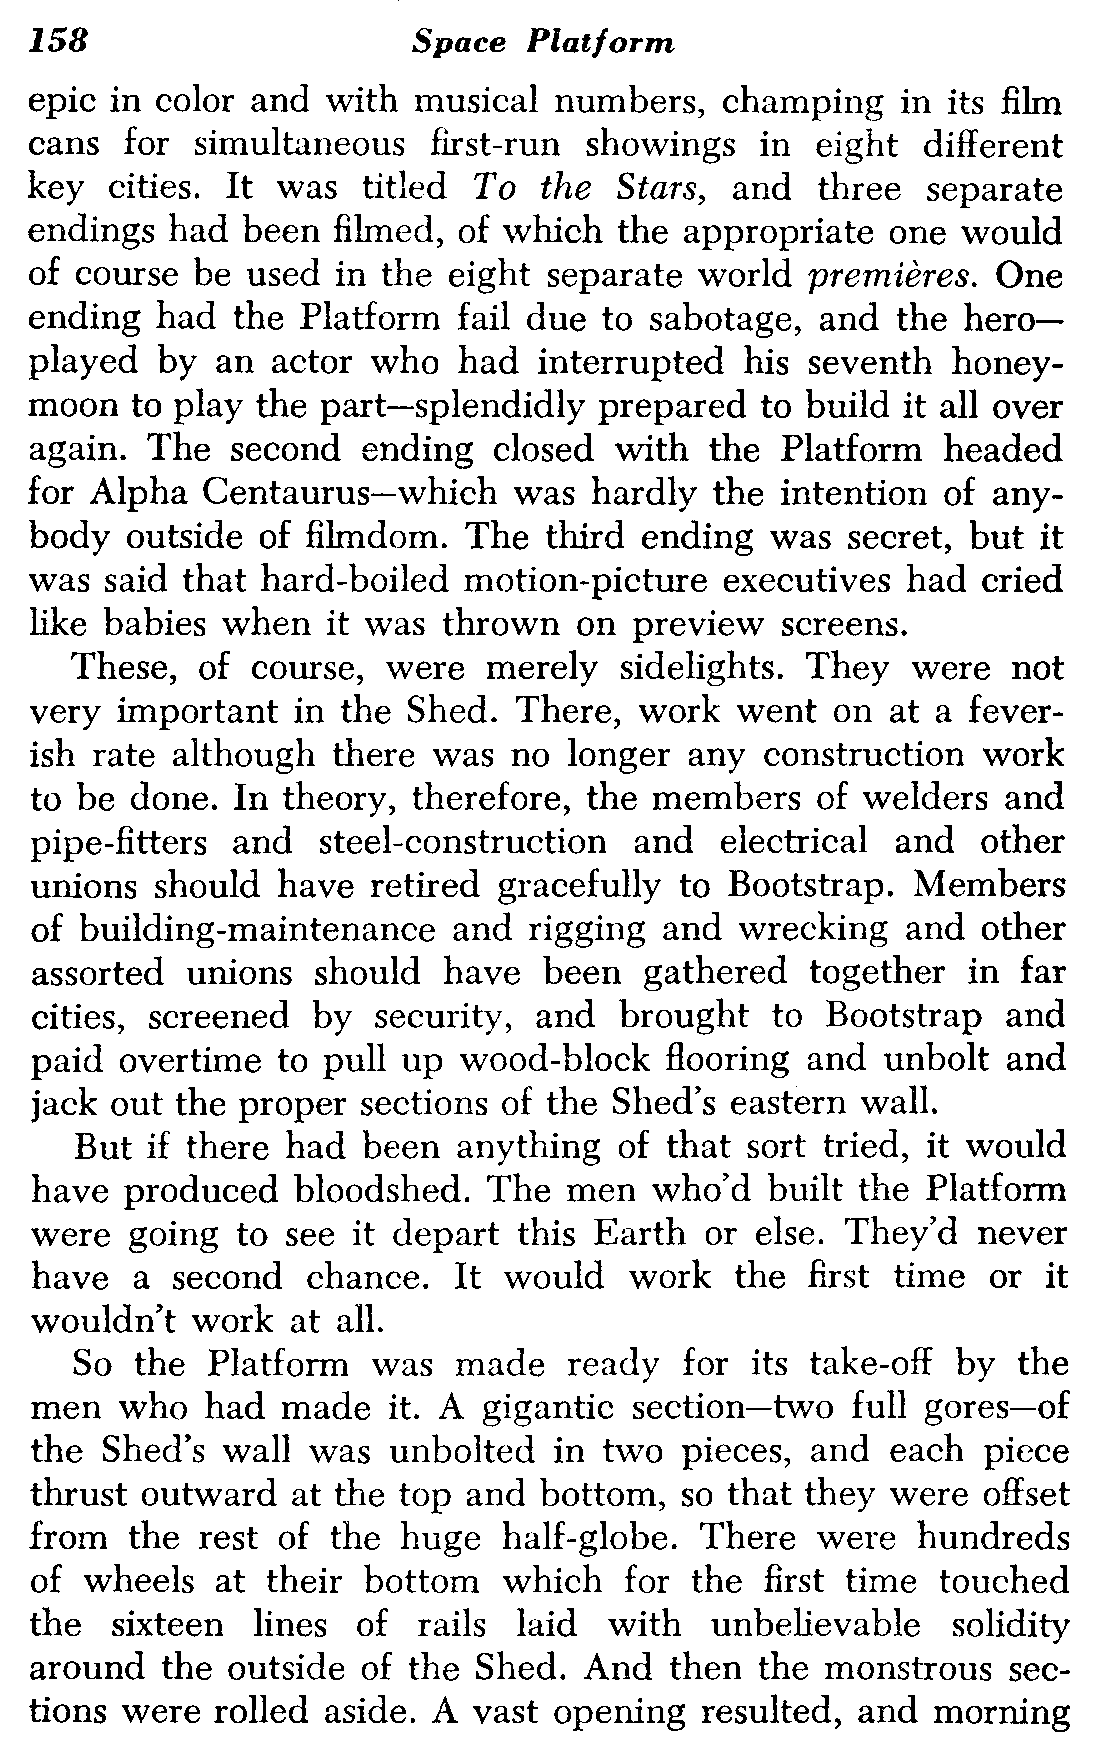 158 Space Platform
epic in color and with musical numbers, champing in its film
cans for simultaneous first-run showings in eight different
key cities. It was titled To the Stars, and three separate
endings had been filmed, of which the appropriate one would
of course be used in the eight separate world premières. One
ending had the Platform fail due to sabotage, and the hero—
played by an actor who had interrupted his seventh honey-
moon to play the part—splendidly prepared to build it all over
again. The second ending closed with the Platform headed
for Alpha Centaurus—which was hardly the intention of any-
body outside of filmdom. The third ending was secret, but it
was said that hard-boiled motion-picture executives had cried
like babies when it was thrown on preview screens.
These, of course, were merely sidelights. They were not
very important in the Shed. There, work went on at a fever-
ish rate although there was no longer any construction work
to be done. In theory, therefore, the members of welders and
pipe-fitters and steel-construction and electrical and other
unions should have retired gracefully to Bootstrap. Members
of building-maintenance and rigging and wrecking and other
assorted unions should have been gathered together in far
cities, screened by security, and brought to Bootstrap and
paid overtime to pull up wood-block flooring and unbolt and
jack out the proper sections of the Shed's eastern wall.
But if there had been anything of that sort tried, it would
have produced bloodshed. The men who'd built the Platform
were going to see it depart this Earth or else. They'd never
have a second chance. It would work the first time or it
wouldn't work at all.
So the Platform was made ready for its take-off by the
men who had made it. A gigantic section—two full gores—of
the Shed's wall was unbolted in two pieces, and each piece
thrust outward at the top and bottom, so that they were offset
from the rest of the huge half-globe. There were hundreds
of wheels at their bottom which for the first time touched
the sixteen lines of rails laid with unbelievable solidity
around the outside of the Shed. And then the monstrous sec-
tions were rolled aside. A vast opening resulted, and morning